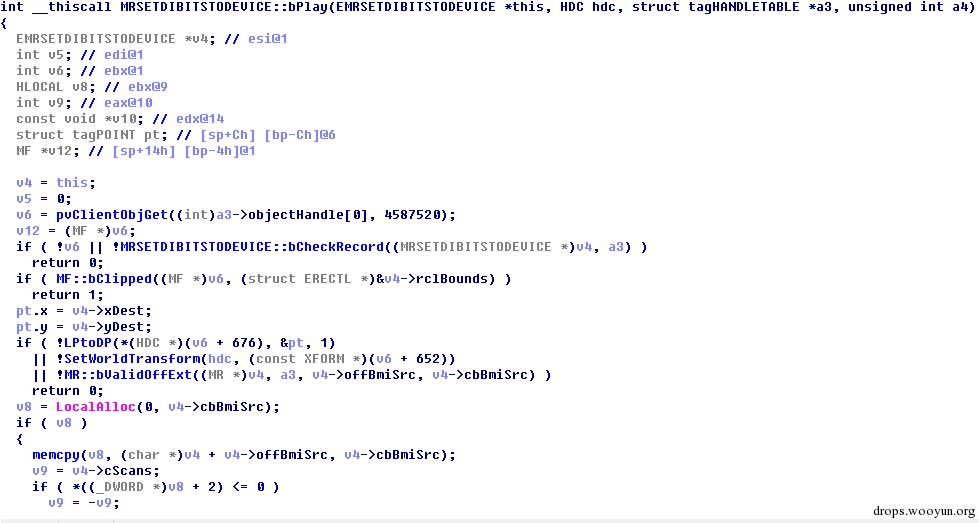 int __thiscall MRSETDIBITSTODEVICE::bPlay(EMRSETDIBITSTODEVICE *this, HDC hdc, struct tagHANDLETABLE *a3, unsigned int a4)
{
EMRSETDIBITSTODEVICE *v4; // esi@1
int v5; // edi@1
int v6; // ebx@1
HLOCAL v8; // ebx@9
int v9; // eax@10
const void *v10; // edx@14
struct tagPOINT pt; // [sp+Ch] [bp-Ch]@6
MF *v12; // [sp+14h] [bp-4h]@1
v4 = this;
v5 = 0;
v6 = pvClientObjGet((int)a3->objectHandle[0], 4587520);
v12 = (MF *)v6;
if ( !v6 || !MRSETDIBITSTODEVICE::bCheckRecord((MRSETDIBITSTODEVICE *)v4, a3) )
return 0;
if ( MF::bClipped((MF *)v6, (struct ERECTL *)&v4->rclBounds) )
return 1;
pt.x = v4->xDest;
pt.y = v4->yDest;
if ( !LPtoDP(*(HDC *)(v6 + 676), &pt, 1)
|| !SetWorldTransform(hdc, (const XFORM *)(v6 + 652))
|| !MR::bValidOffExt((MR *)v4, a3, v4->offBmiSrc, v4->cbBmiSrc) )
return 0;
v8 = LocalAlloc(0, v4->cbBmiSrc);
if ( v8 )
{
memcpy(v8, (char *)v4 + v4->offBmiSrc, v4->cbBmiSrc);
v9 = v4->cScans;
if ( *((_DWORD *)v8 + 2) <= 0 )
v9 = -v9;
drops.wooyun.org